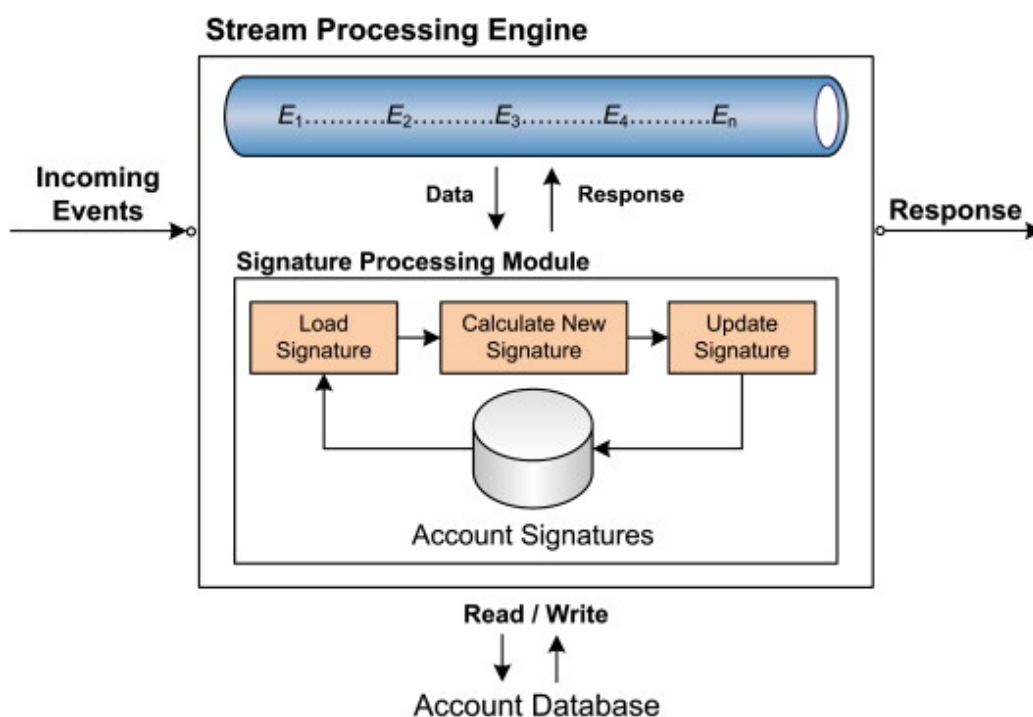 Stream Processing Engine
E1..........E2..........E3..........E4..........En
Incoming
Events
Data
Response
Response
Signature Processing Module
Load
Signature
Calculate New
Signature
Update
Signature
Account Signatures
Read / Write
Account Database